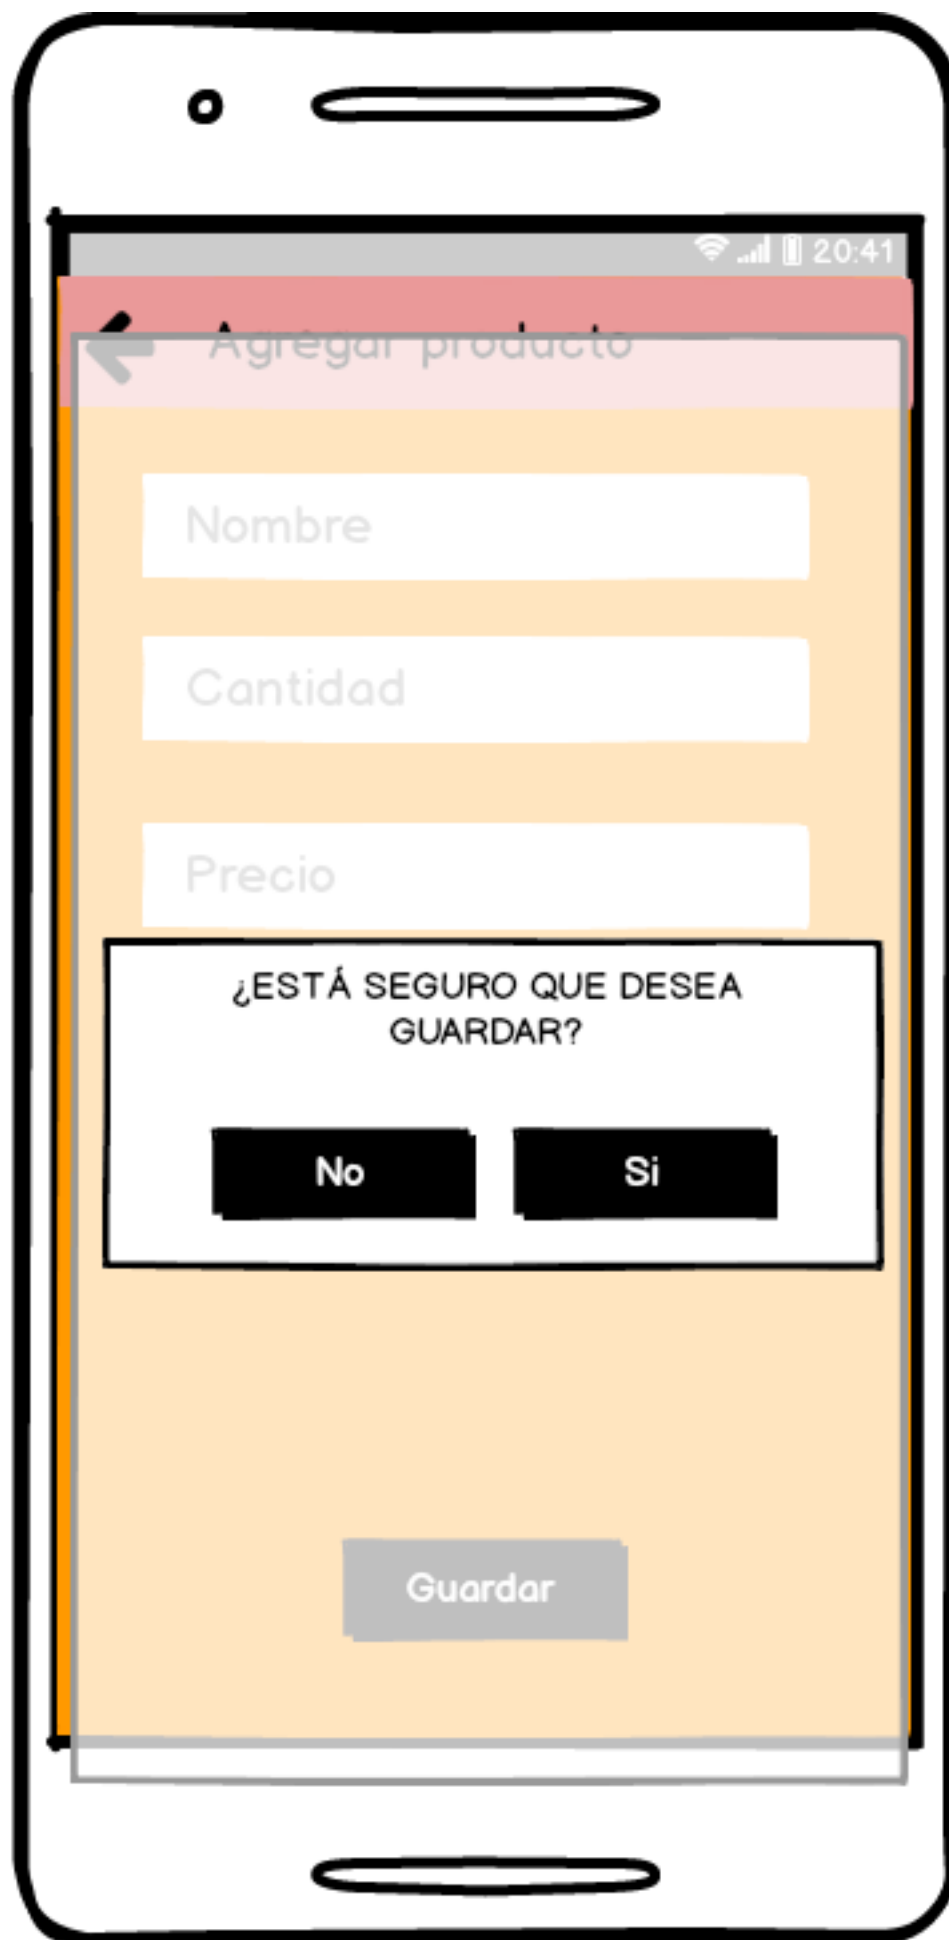 20:41
Agregar producto
Nombre
Cantidad
Precio
¿ESTÁ SEGURO QUE DESEA
GUARDAR?
No
Si
Guardar